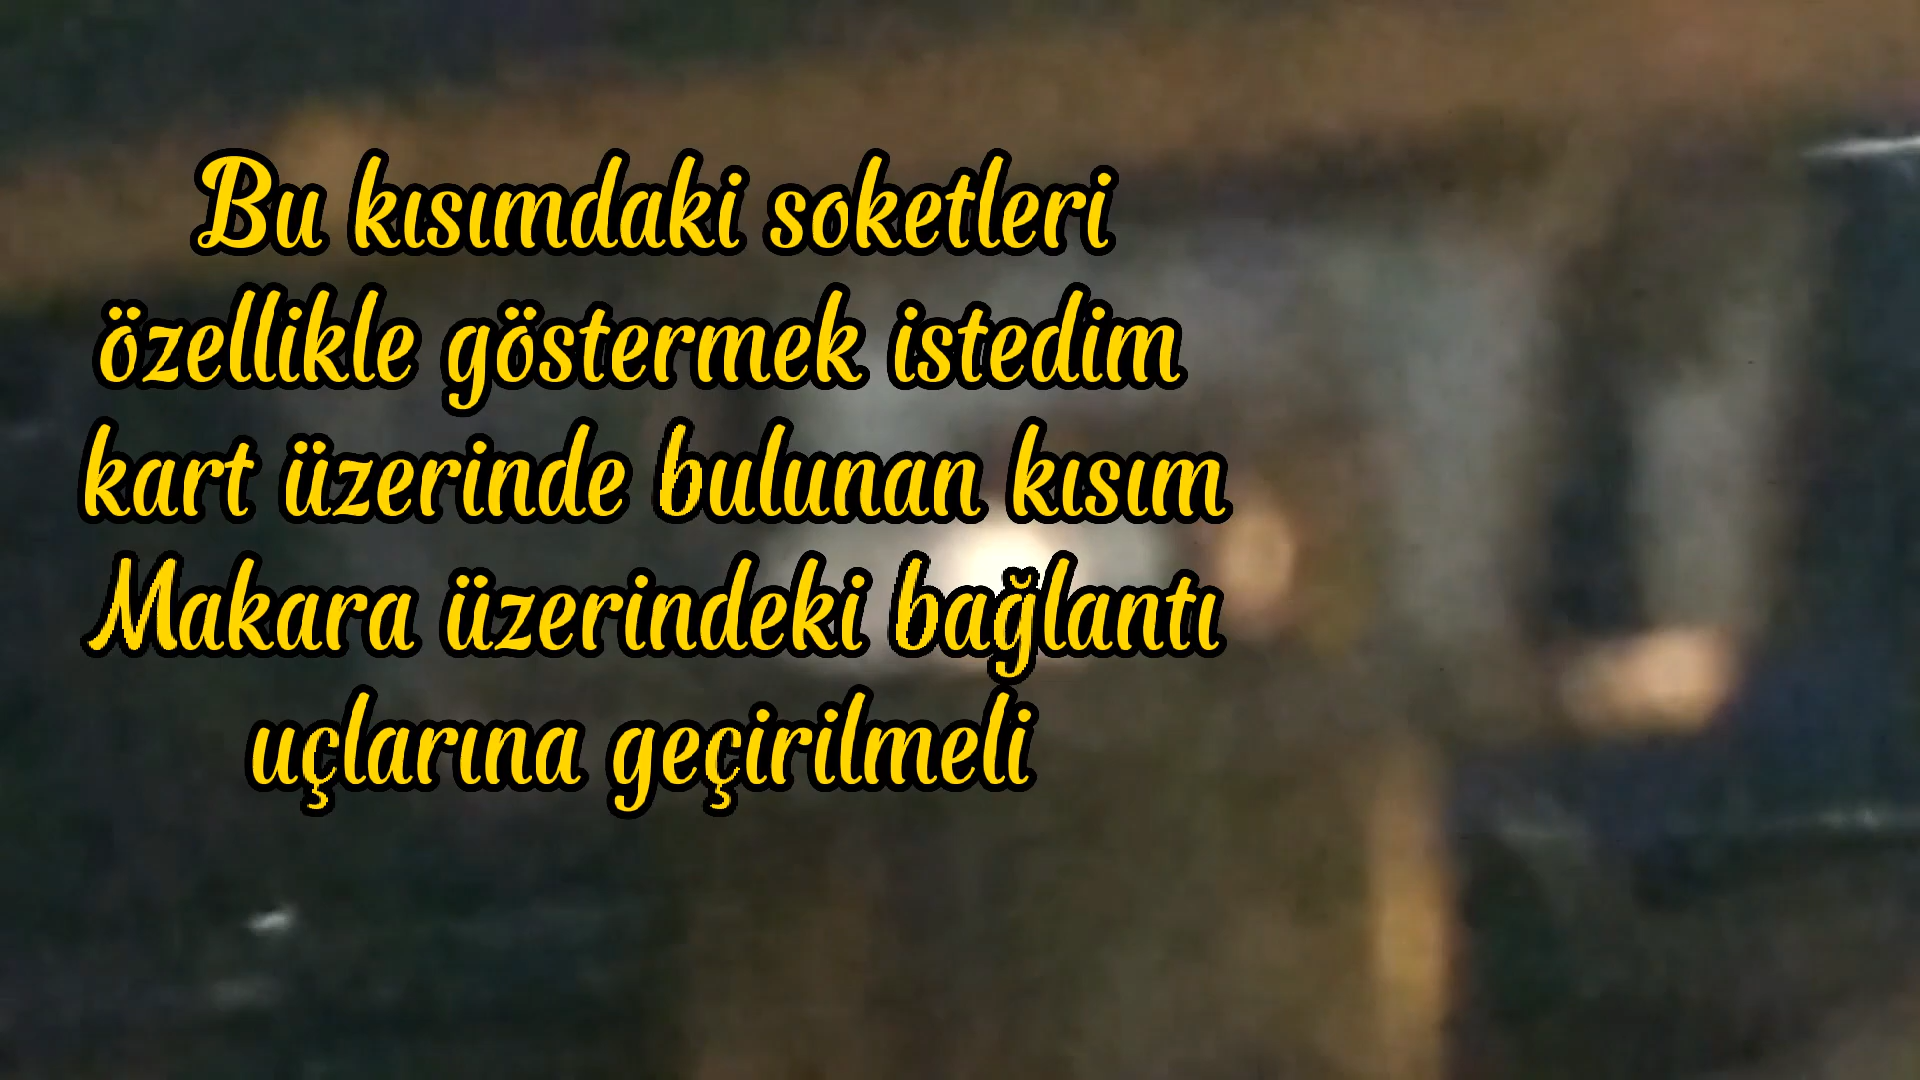 Bu kısımdaki soketleri
özellikle göstermek istedim
kart üzerinde bulunan kısım
Makara üzerindeki bağlantı
uçlarına geçirilmeli